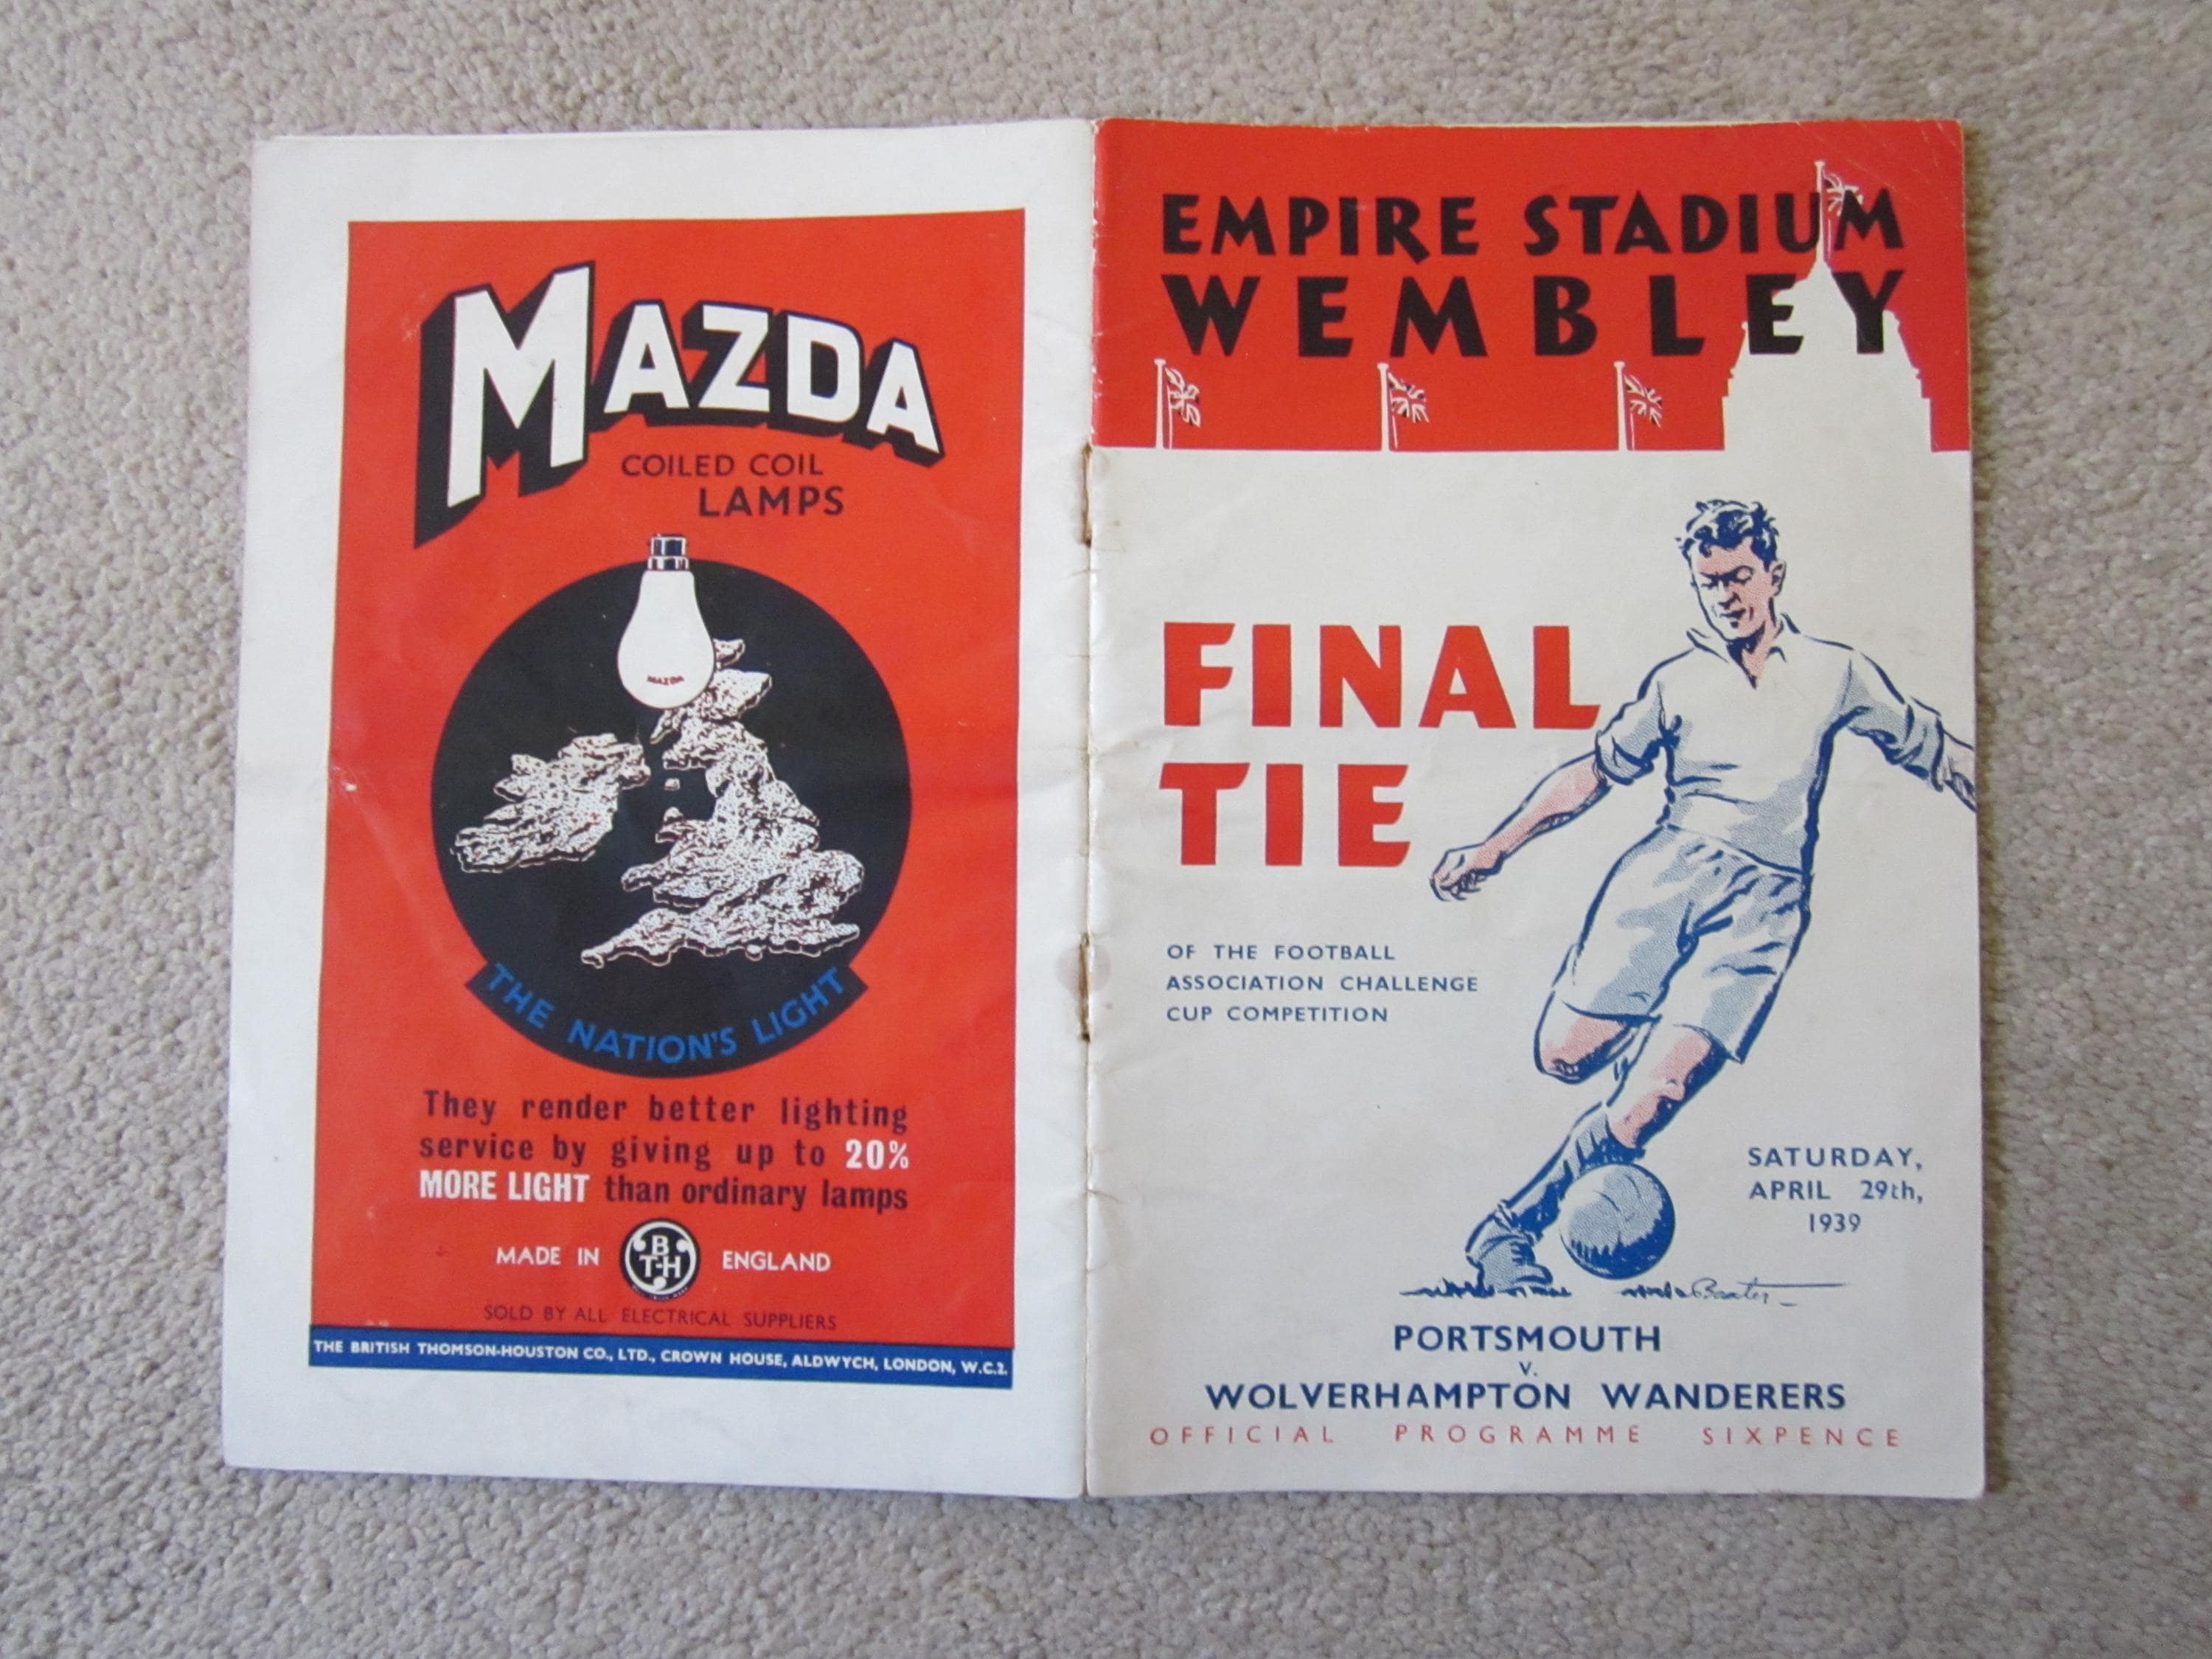 MAZDA
COILED COIL
LAMPS
MAZDA
THE NATION'S LIGHT
They render better lighting
service by giving up to 20%
MORE LIGHT than ordinary lamps
MADE IN BTH ENGLAND
SOLD BY ALL ELECTRICAL SUPPLIERS
THE BRITISH THOMSON-HOUSTON CO., LTD., CROWN HOUSE, ALDWYCH, LONDON, W.C.2.
EMPIRE STADIUM
WEMBLEY
FINAL
TIE
OF THE FOOTBALL
ASSOCIATION CHALLENGE
CUP COMPETITION
SATURDAY,
APRIL 29th,
1939
Baxter
PORTSMOUTH
V.
WOLVERHAMPTON WANDERERS
OFFICIAL PROGRAMME SIXPENCE